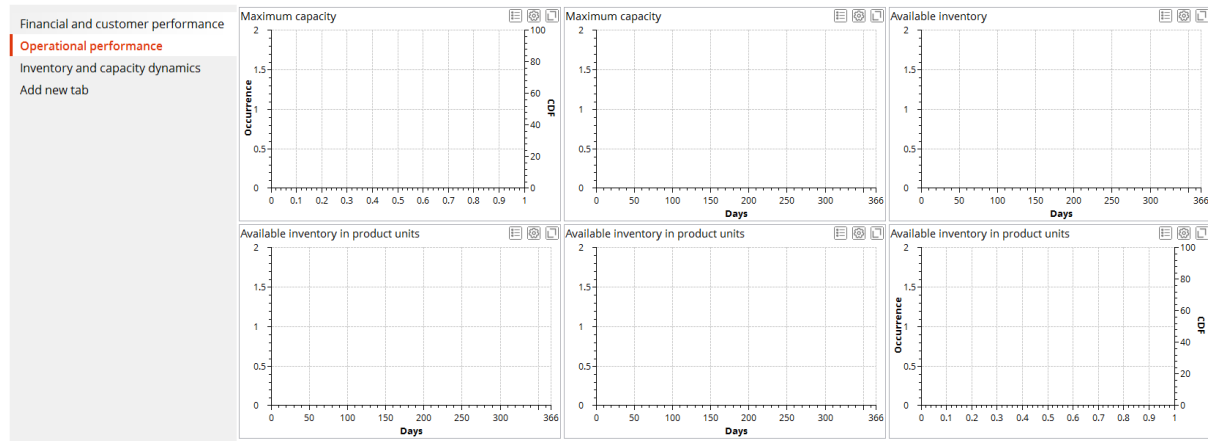 Financial and customer performance
Operational performance
Inventory and capacity dynamics
Add new tab
Maximum capacity
2
1.5
1
0.5
0
Occurrence
100
80
60
40
20
0
CDF
0 0.1 0.2 0.3 0.4 0.5 0.6 0.7 0.8 0.9 1
Maximum capacity
2
1.5
1
0.5
0
0 50 100 150 200 250 300 366
Days
Available inventory
2
1.5
1
0.5
0
0 50 100 150 200 250 300 366
Days
Available inventory in product units
2
1.5
1
0.5
0
0 50 100 150 200 250 300 366
Days
Available inventory in product units
2
1.5
1
0.5
0
0 50 100 150 200 250 300 366
Days
Available inventory in product units
2
1.5
1
0.5
0
Occurrence
100
80
60
40
20
0
CDF
0 0.1 0.2 0.3 0.4 0.5 0.6 0.7 0.8 0.9 1